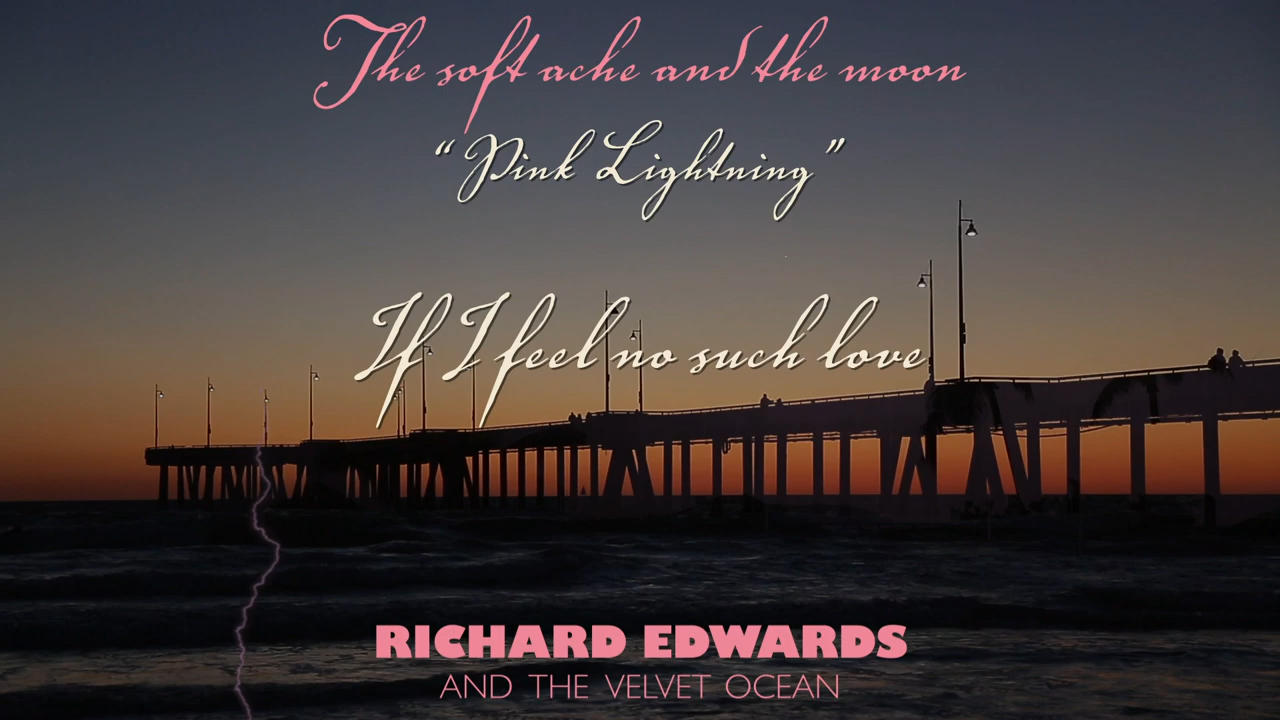 The soft ache and the moon
“Pink Lightning”
If I feel no such love
RICHARD EDWARDS
AND THE VELVET OCEAN